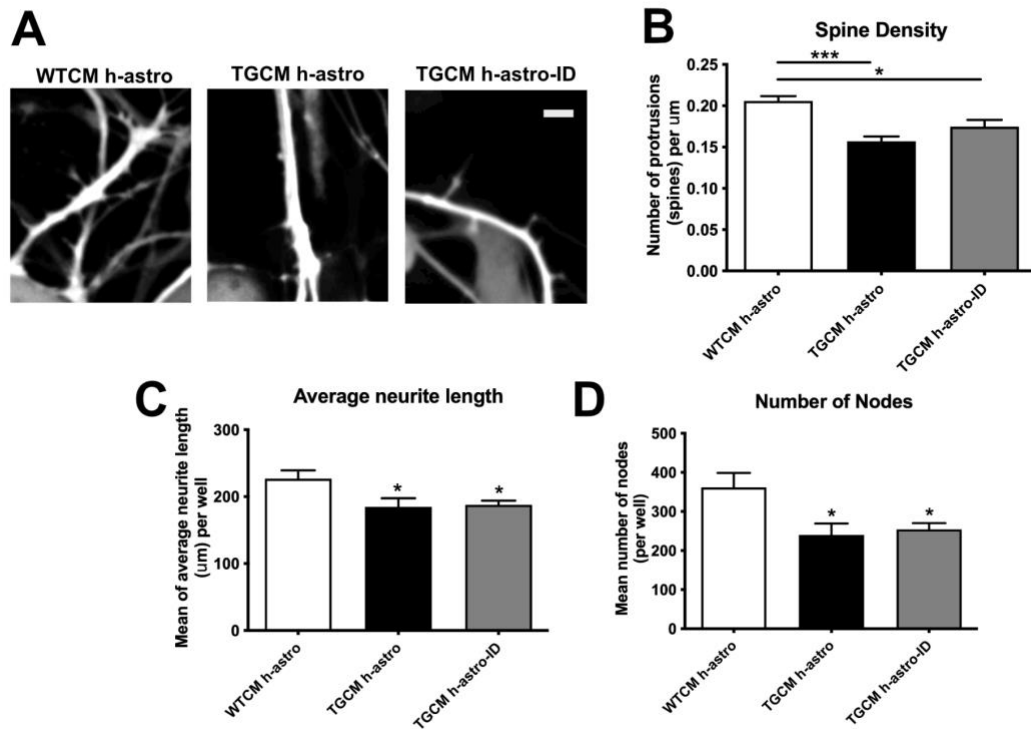 A
WTCM h-astro
TGCM h-astro
TGCM h-astro-ID
B
Spine Density
***
*
Number of protrusions
(spines) per um
0.25
0.20
0.15
0.10
0.05
0.00
WTCM h-astro
TGCM h-astro
TGCM h-astro-ID
C
Average neurite length
Mean of average neurite length
(um) per well
300
200
100
0
*
*
WTCM h-astro
TGCM h-astro
TGCM h-astro-ID
D
Number of Nodes
Mean number of nodes
(per well)
500
400
300
200
100
0
*
*
WTCM h-astro
TGCM h-astro
TGCM h-astro-ID